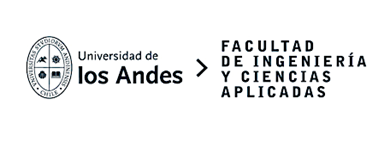 Universidad de
los Andes
>
FACULTAD
DE INGENIERÍA
Y CIENCIAS
APLICADAS